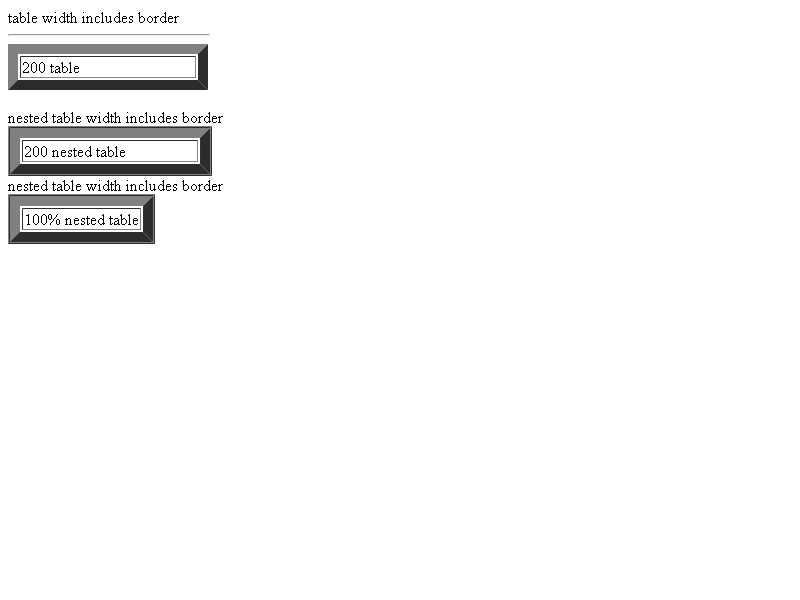 table width includes border
200 table
nested table width includes border
200 nested table
nested table width includes border
100% nested table